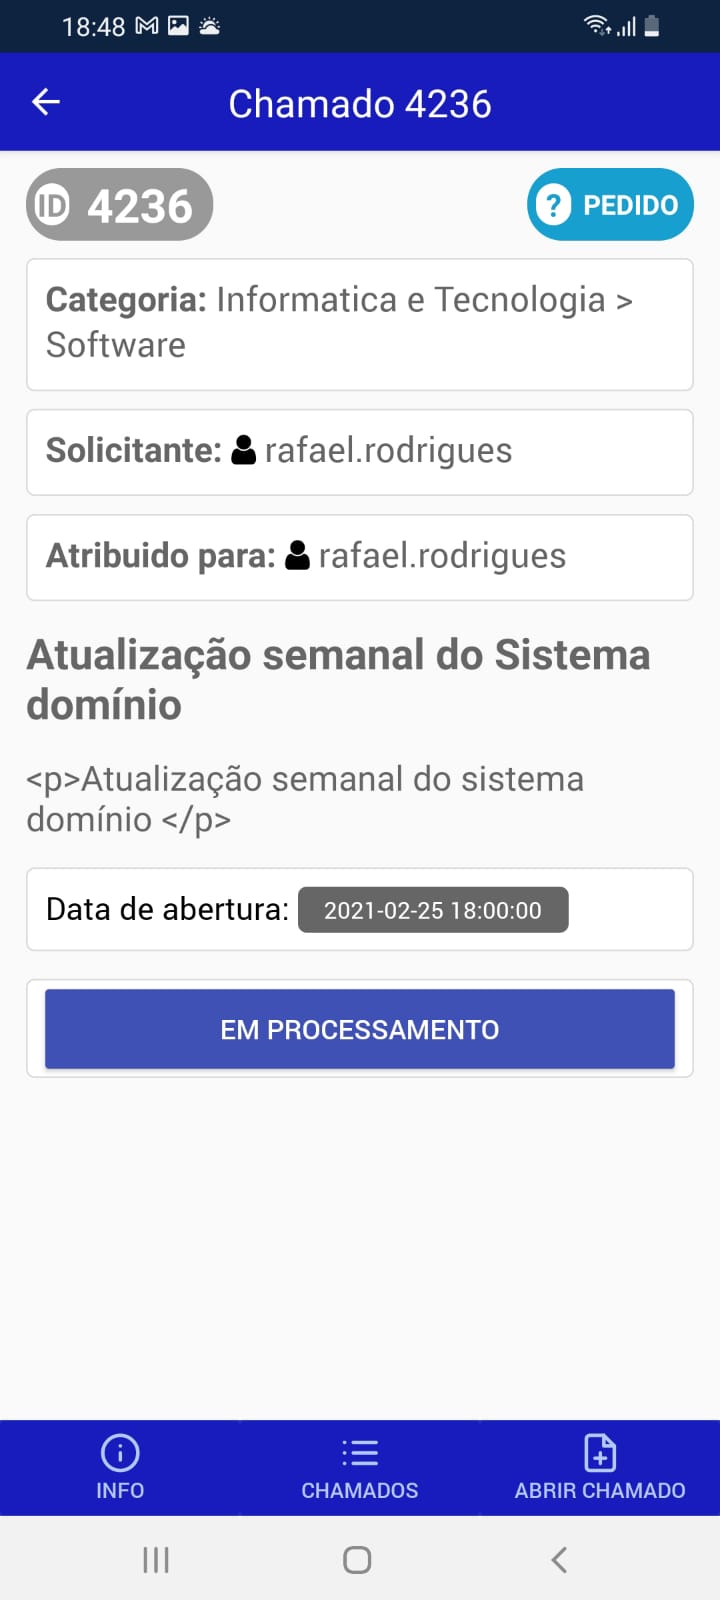 18:48
Chamado 4236
ID 4236
? PEDIDO
Categoria: Informatica e Tecnologia >
Software
Solicitante: rafael.rodrigues
Atribuido para: rafael.rodrigues
Atualização semanal do Sistema
domínio
<p>Atualização semanal do sistema
domínio </p>
Data de abertura: 2021-02-25 18:00:00
EM PROCESSAMENTO
INFO
CHAMADOS
ABRIR CHAMADO